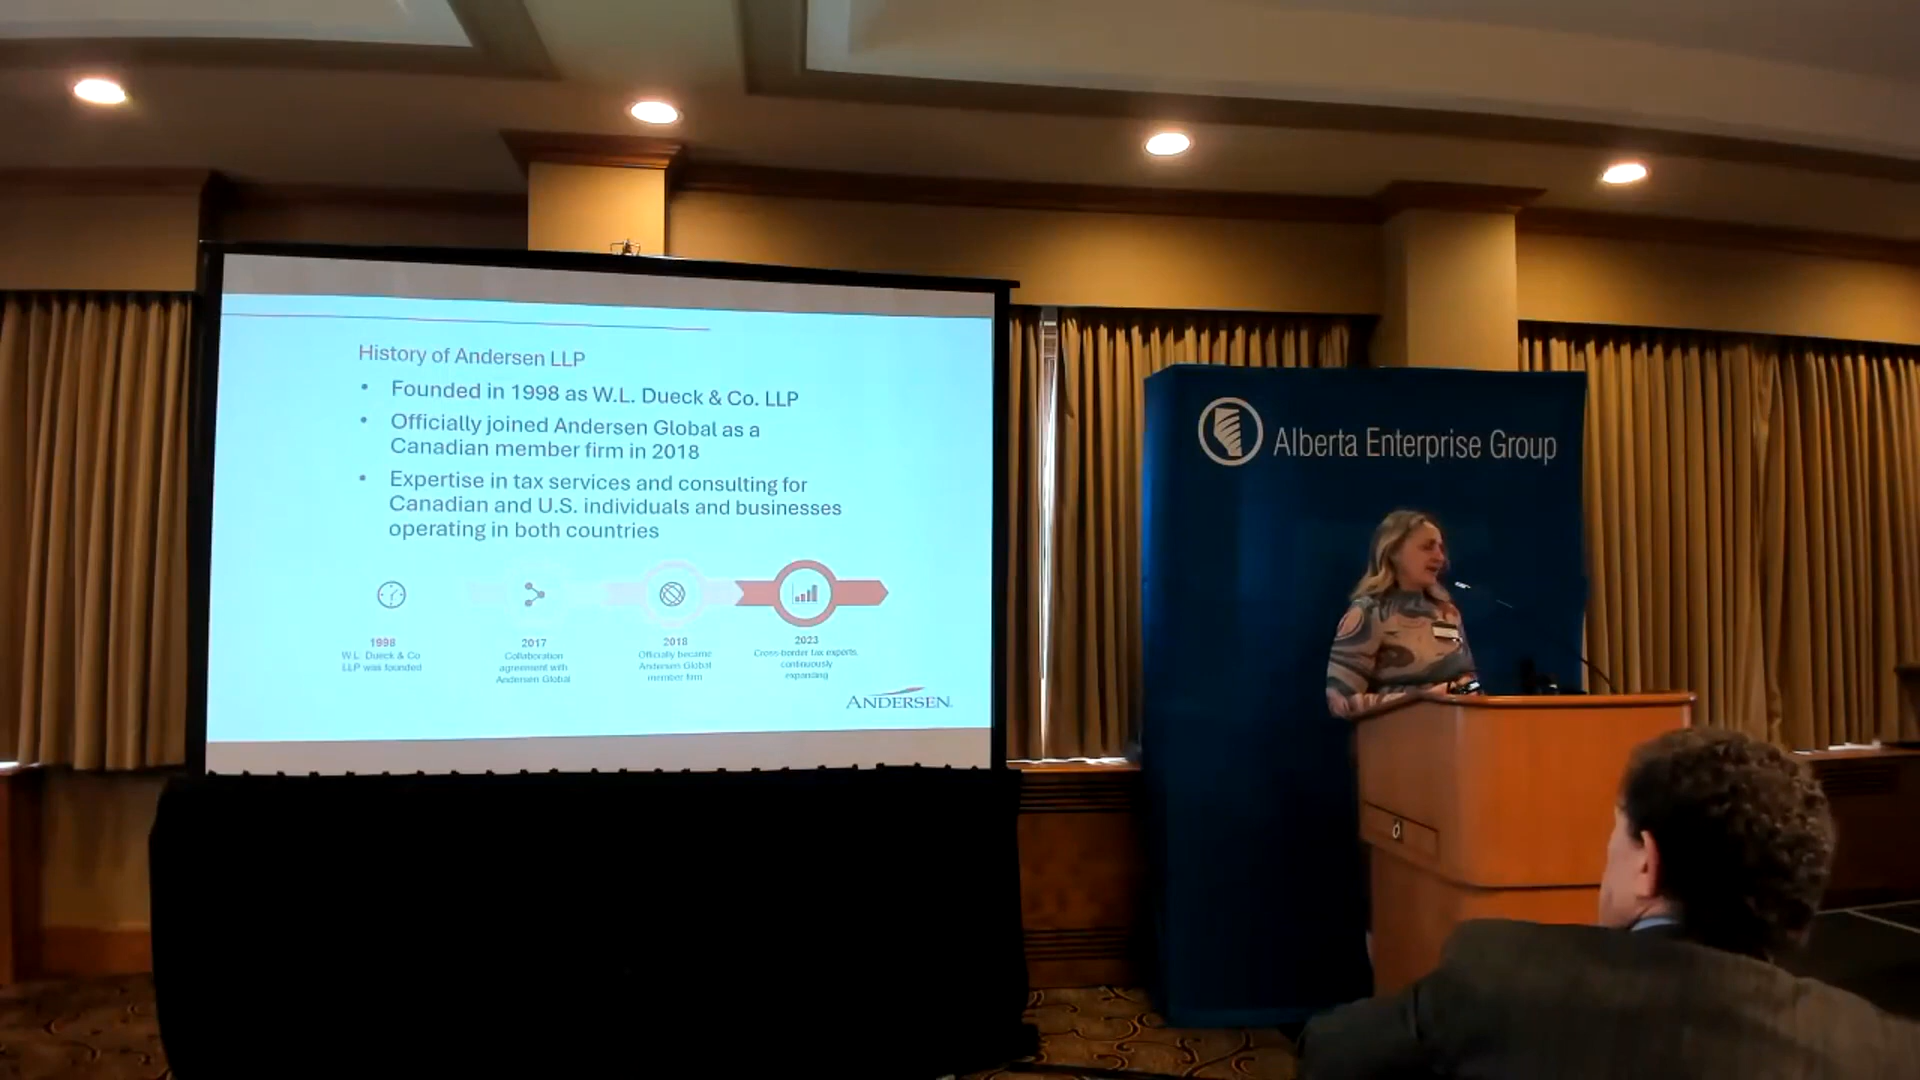 History of Andersen LLP
• Founded in 1998 as W.L. Dueck & Co. LLP
• Officially joined Andersen Global as a
Canadian member firm in 2018
• Expertise in tax services and consulting for
Canadian and U.S. individuals and businesses
operating in both countries
1998
W.L. Dueck & Co
LLP was founded
2017
Collaboration
agreement with
Andersen Global
2018
Officially became
Andersen Global
member firm
2023
Cross-border tax experts,
continuously
expanding
ANDERSEN
Alberta Enterprise Group